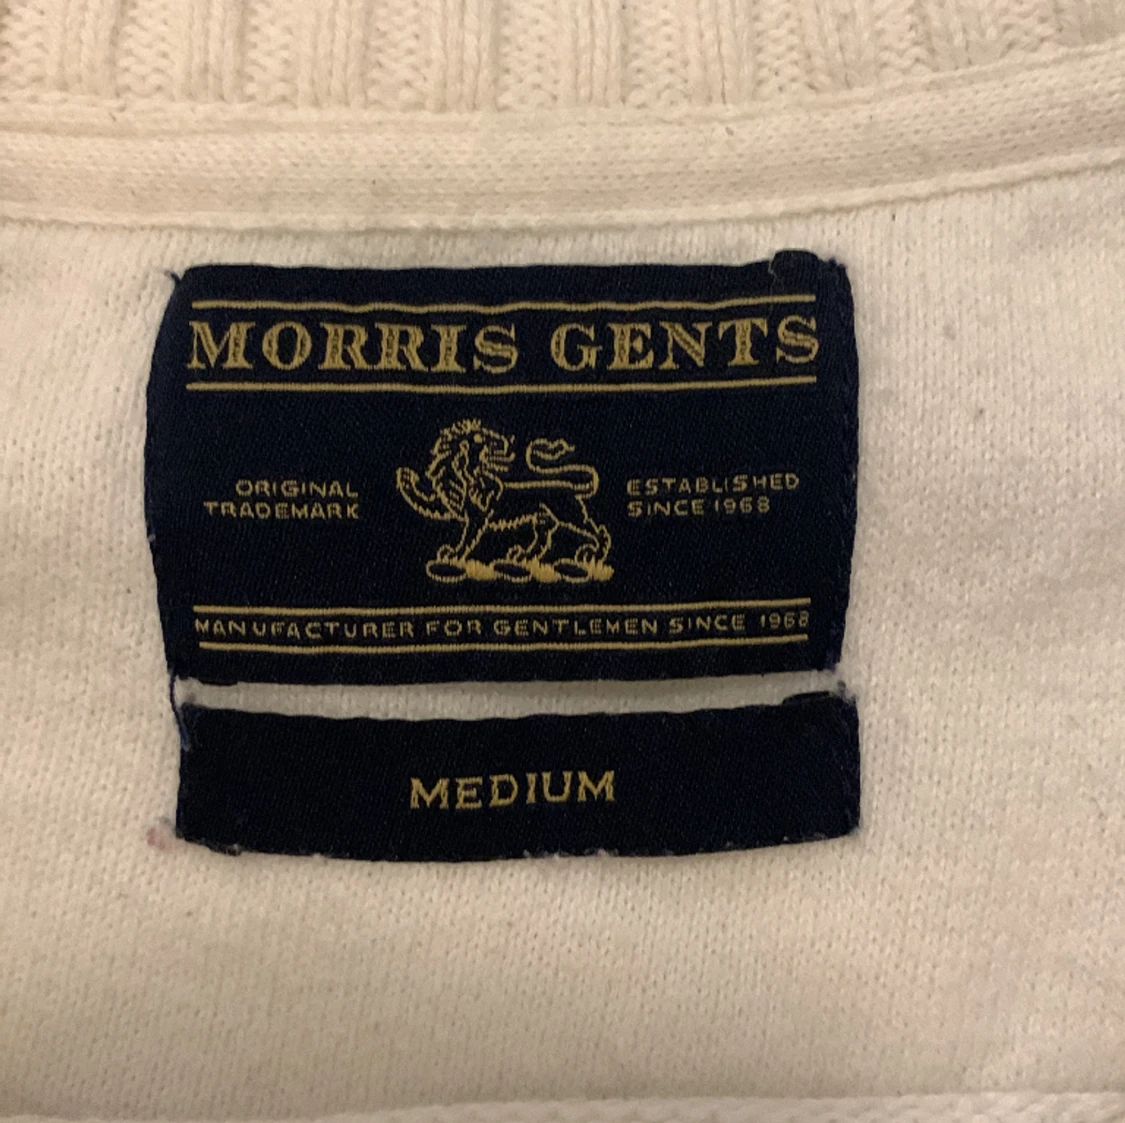 MORRIS GENTS
ORIGINAL
TRADEMARK
ESTABLISHED
SINCE 1968
MANUFACTURER FOR GENTLEMEN SINCE 1968
MEDIUM